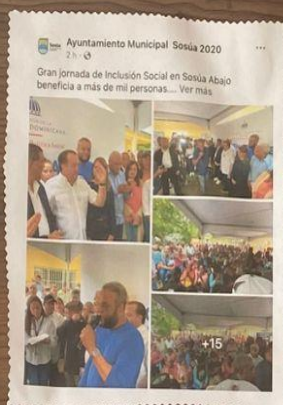 Ayuntamiento Municipal Sosúa 2020
2 h
Gran jornada de Inclusión Social en Sosúa Abajo
beneficia a más de mil personas.... Ver más
DOMINICANA
+15